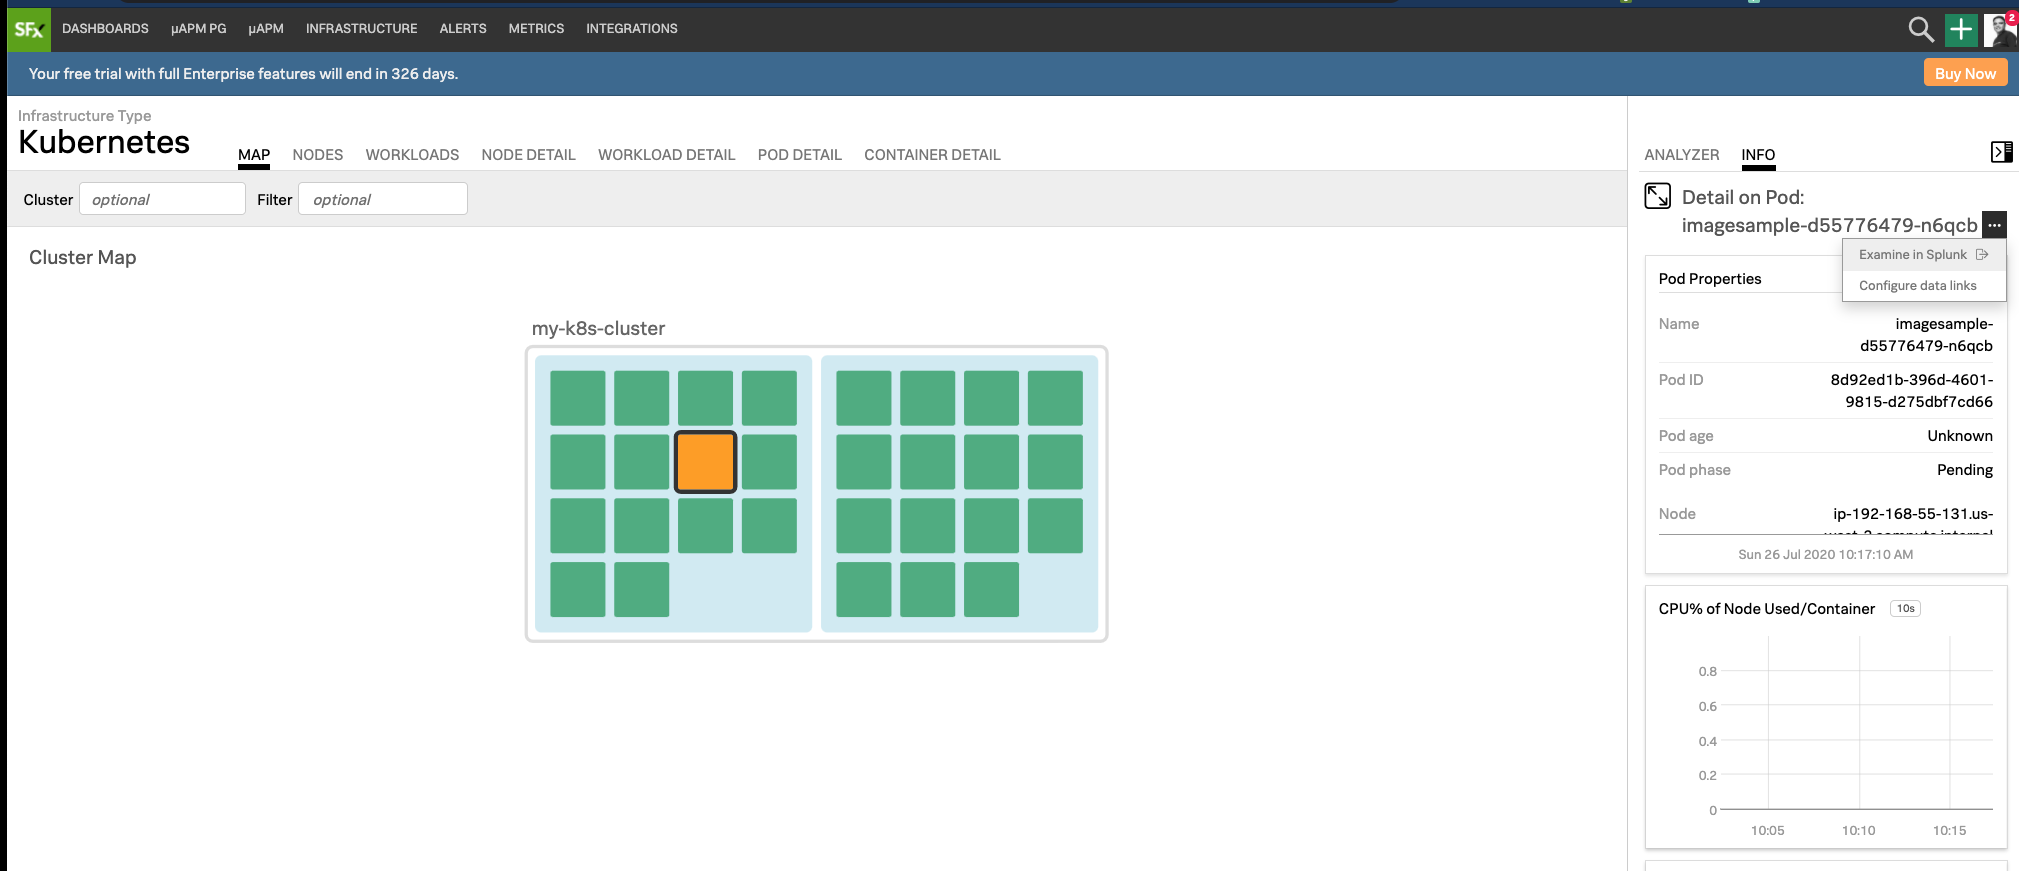 SFx DASHBOARDS µAPM PG µAPM INFRASTRUCTURE ALERTS METRICS INTEGRATIONS 2
Your free trial with full Enterprise features will end in 326 days. Buy Now
Infrastructure Type
Kubernetes
MAP NODES WORKLOADS NODE DETAIL WORKLOAD DETAIL POD DETAIL CONTAINER DETAIL
Cluster optional Filter optional
Cluster Map
my-k8s-cluster
ANALYZER INFO
Detail on Pod:
imagesample-d55776479-n6qcb ...
Examine in Splunk
Configure data links
Pod Properties
Name imagesample-
d55776479-n6qcb
Pod ID 8d92ed1b-396d-4601-
9815-d275dbf7cd66
Pod age Unknown
Pod phase Pending
Node ip-192-168-55-131.us-
west-2.compute.internal
Sun 26 Jul 2020 10:17:10 AM
CPU% of Node Used/Container 10s
0.8
0.6
0.4
0.2
0
10:05 10:10 10:15